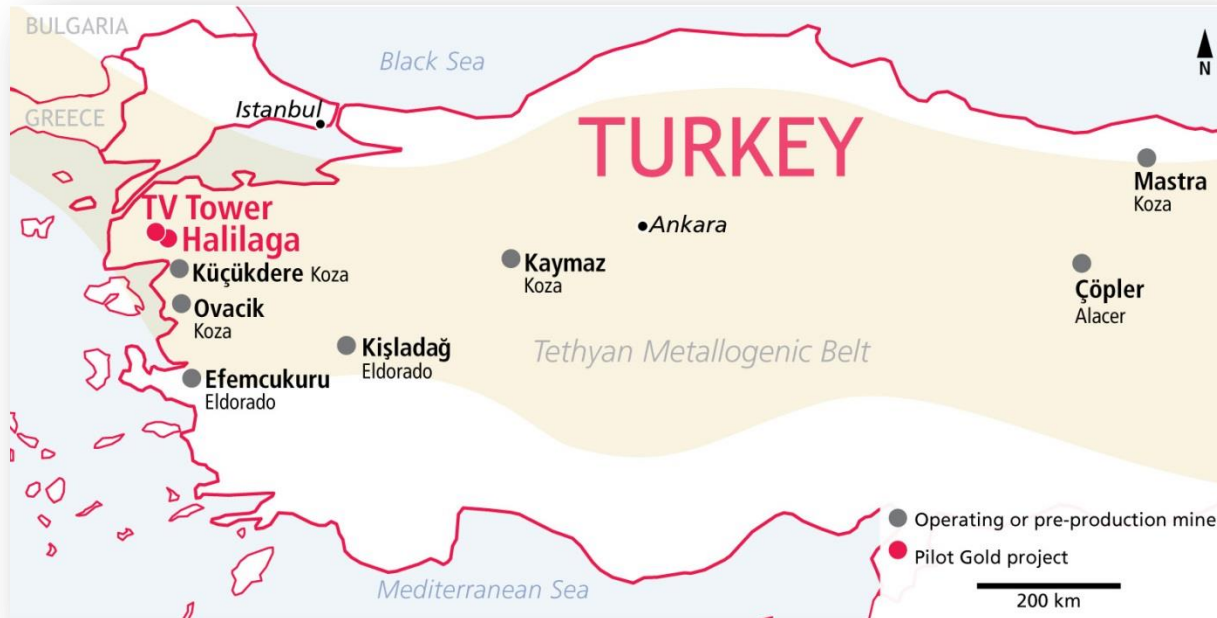 BULGARIA
Black Sea
N
GREECE
Istanbul
TURKEY
Mastra
Koza
TV Tower
Halilaga
Ankara
Küçükdere Koza
Kaymaz
Koza
Çöpler
Alacer
Ovacik
Koza
Kişladağ
Eldorado
Tethyan Metallogenic Belt
Efemcukuru
Eldorado
Operating or pre-production mine
Pilot Gold project
Mediterranean Sea
200 km